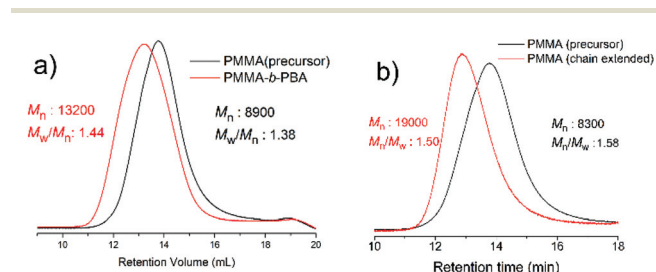 a)
PMMA(precursor)
PMMA-b-PBA
Mn : 13200
Mw/Mn: 1.44
Mn : 8900
Mw/Mn : 1.38
10 12 14 16 18 20
Retention Volume (mL)
b)
PMMA (precursor)
PMMA (chain extended)
Mn : 19000
Mn/Mw : 1.50
Mn : 8300
Mn/Mw : 1.58
10 12 14 16 18
Retention time (min)